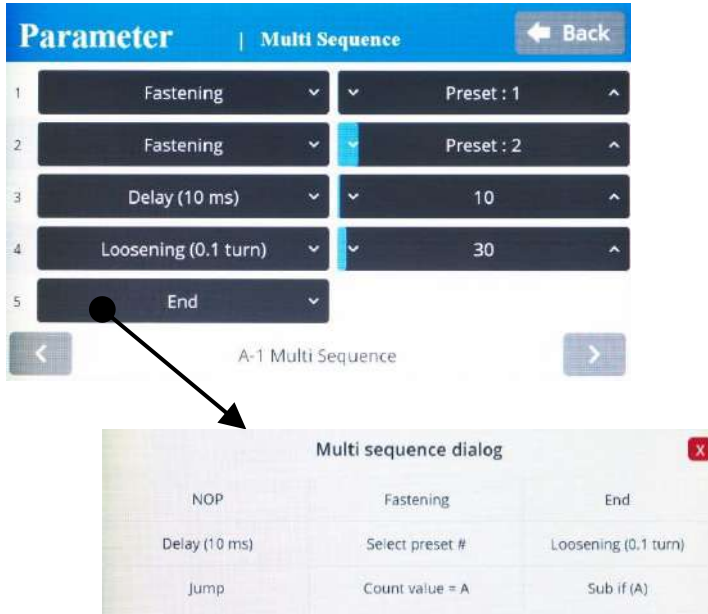 Parameter | Multi Sequence Back
1 Fastening Preset : 1
2 Fastening Preset : 2
3 Delay (10 ms) 10
4 Loosening (0.1 turn) 30
5 End
A-1 Multi Sequence
Multi sequence dialog X
NOP Fastening End
Delay (10 ms) Select preset # Loosening (0.1 turn)
Jump Count value = A Sub if (A)